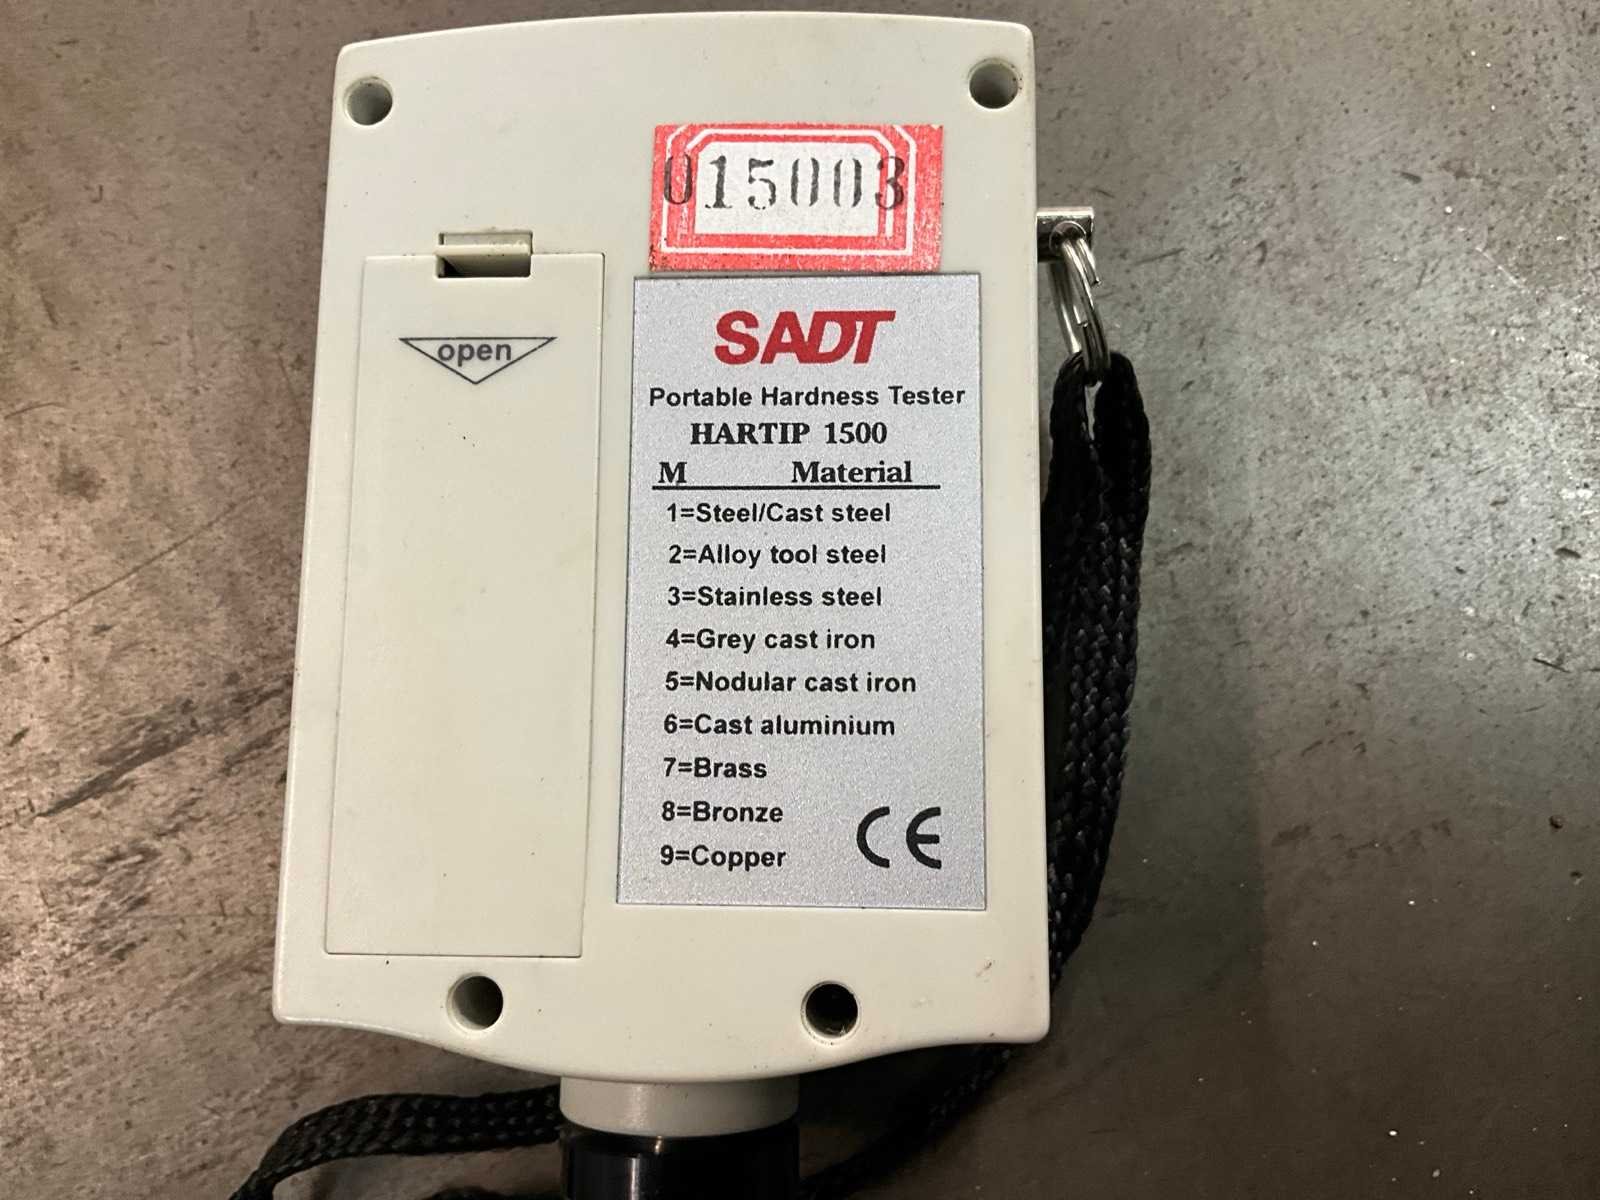 015003
open
SADT
Portable Hardness Tester
HARTIP 1500
M Material
1=Steel/Cast steel
2=Alloy tool steel
3=Stainless steel
4=Grey cast iron
5=Nodular cast iron
6=Cast aluminium
7=Brass
8=Bronze
9=Copper
CE